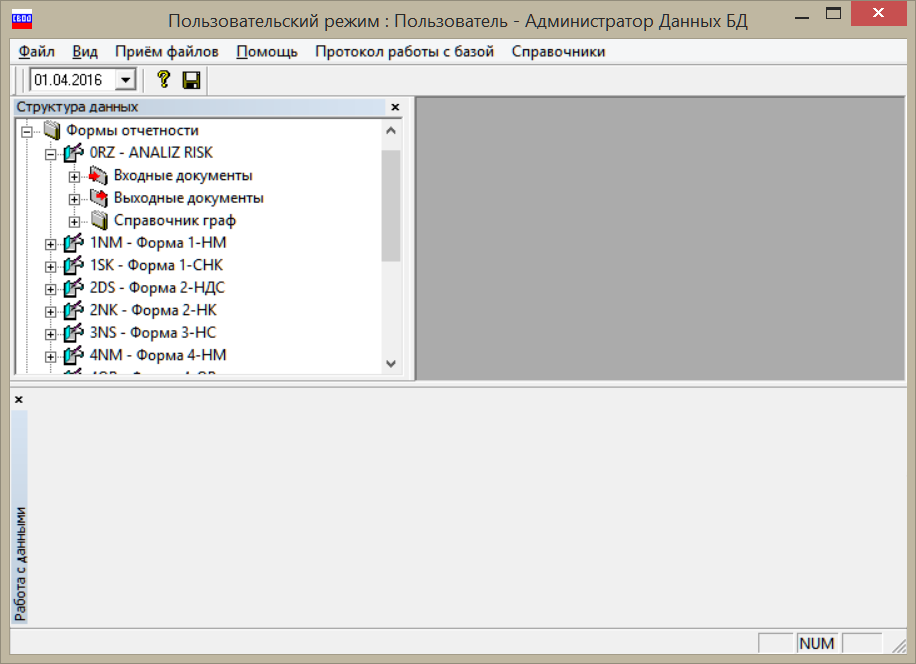 СВОД
Пользовательский режим : Пользователь - Администратор Данных БД
Файл Вид Приём файлов Помощь Протокол работы с базой Справочники
01.04.2016
Структура данных
Формы отчетности
0RZ - ANALIZ RISK
Входные документы
Выходные документы
Справочник граф
1NM - Форма 1-НМ
1SK - Форма 1-СНК
2DS - Форма 2-НДС
2NK - Форма 2-НК
3NS - Форма 3-НС
4NM - Форма 4-НМ
Работа с данными
NUM